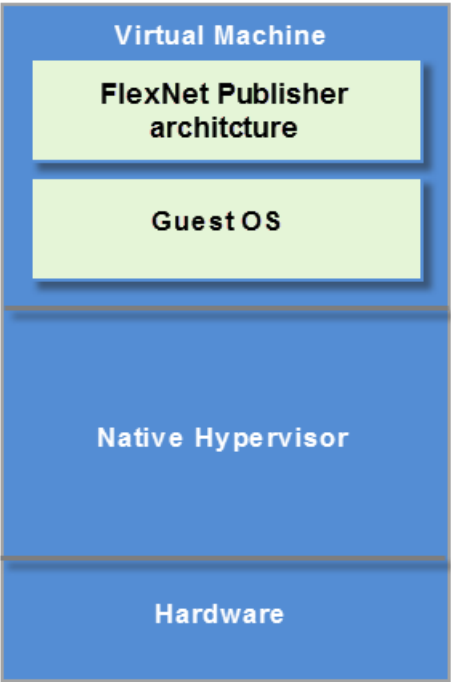 Virtual Machine
FlexNet Publisher
architcture
Guest OS
Native Hypervisor
Hardware